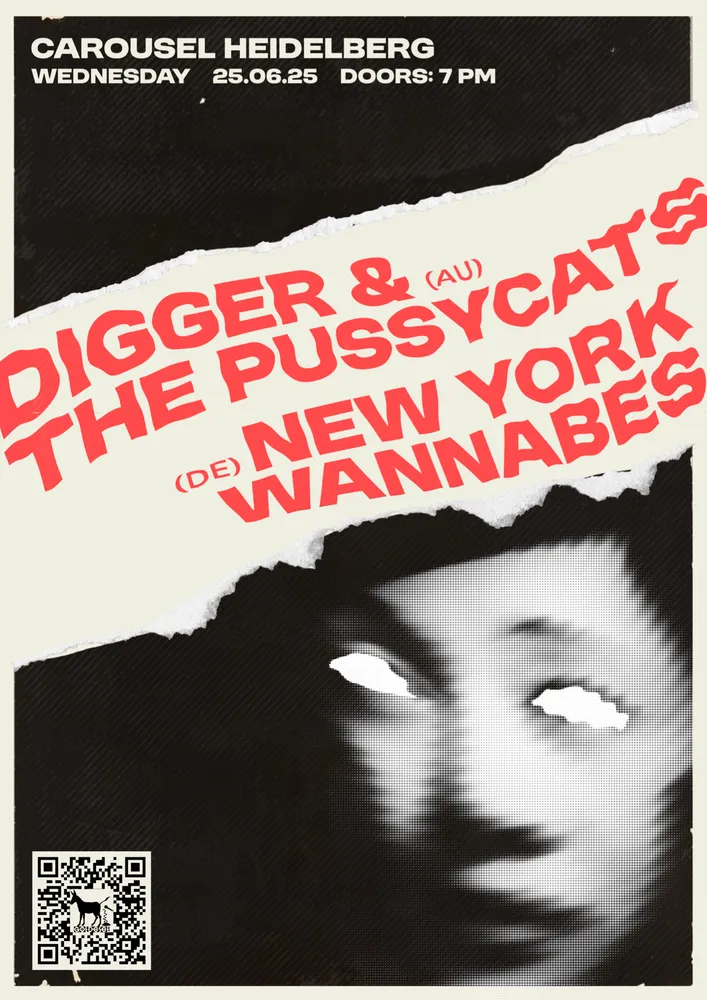 CAROUSEL HEIDELBERG
WEDNESDAY 25.06.25 DOORS: 7 PM
DIGGER & (AU)
THE PUSSYCATS
(DE) NEW YORK
WANNABES